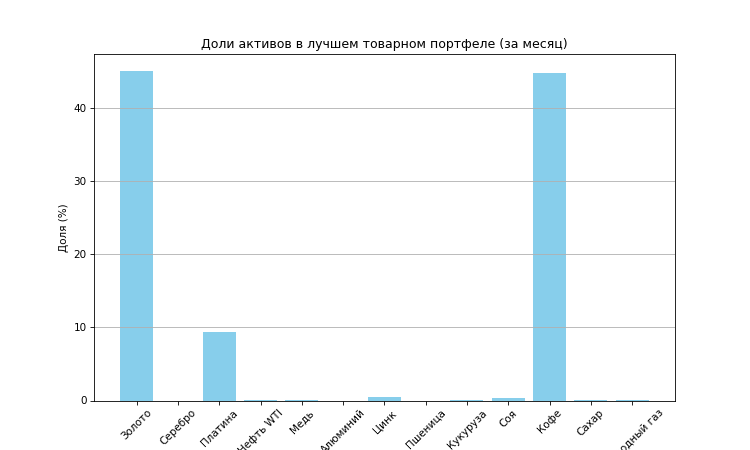 Доли активов в лучшем товарном портфеле (за месяц)
Доля (%)
40
30
20
10
0
Золото
Серебро
Платина
Нефть WTI
Медь
Алюминий
Цинк
Пшеница
Кукуруза
Соя
Кофе
Сахар
газ